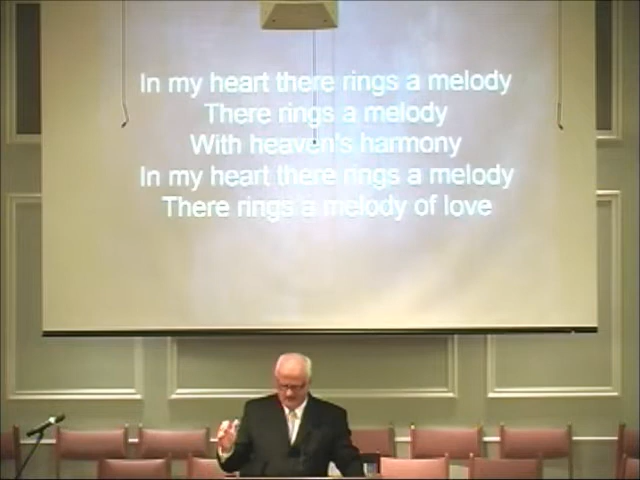 In my heart there rings a melody
There rings a melody
With heaven's harmony
In my heart there rings a melody
There rings a melody of love